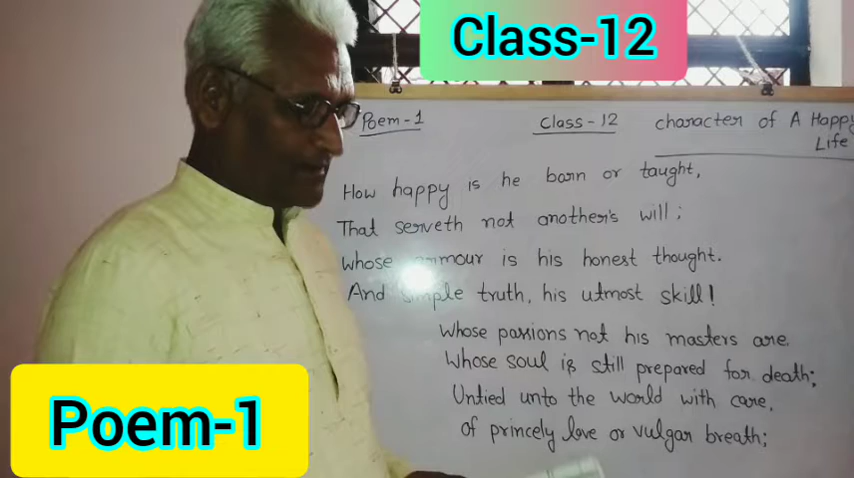 Class-12
Poem-1
Class-12
character of A Happy
Life
How happy is he born or taught,
That serveth not another's will;
whose armour is his honest thought.
And simple truth, his utmost skill!
Whose passions not his masters are.
Whose soul is still prepared for death;
Untied unto the world with care,
of princely love or vulgar breath;
Poem-1